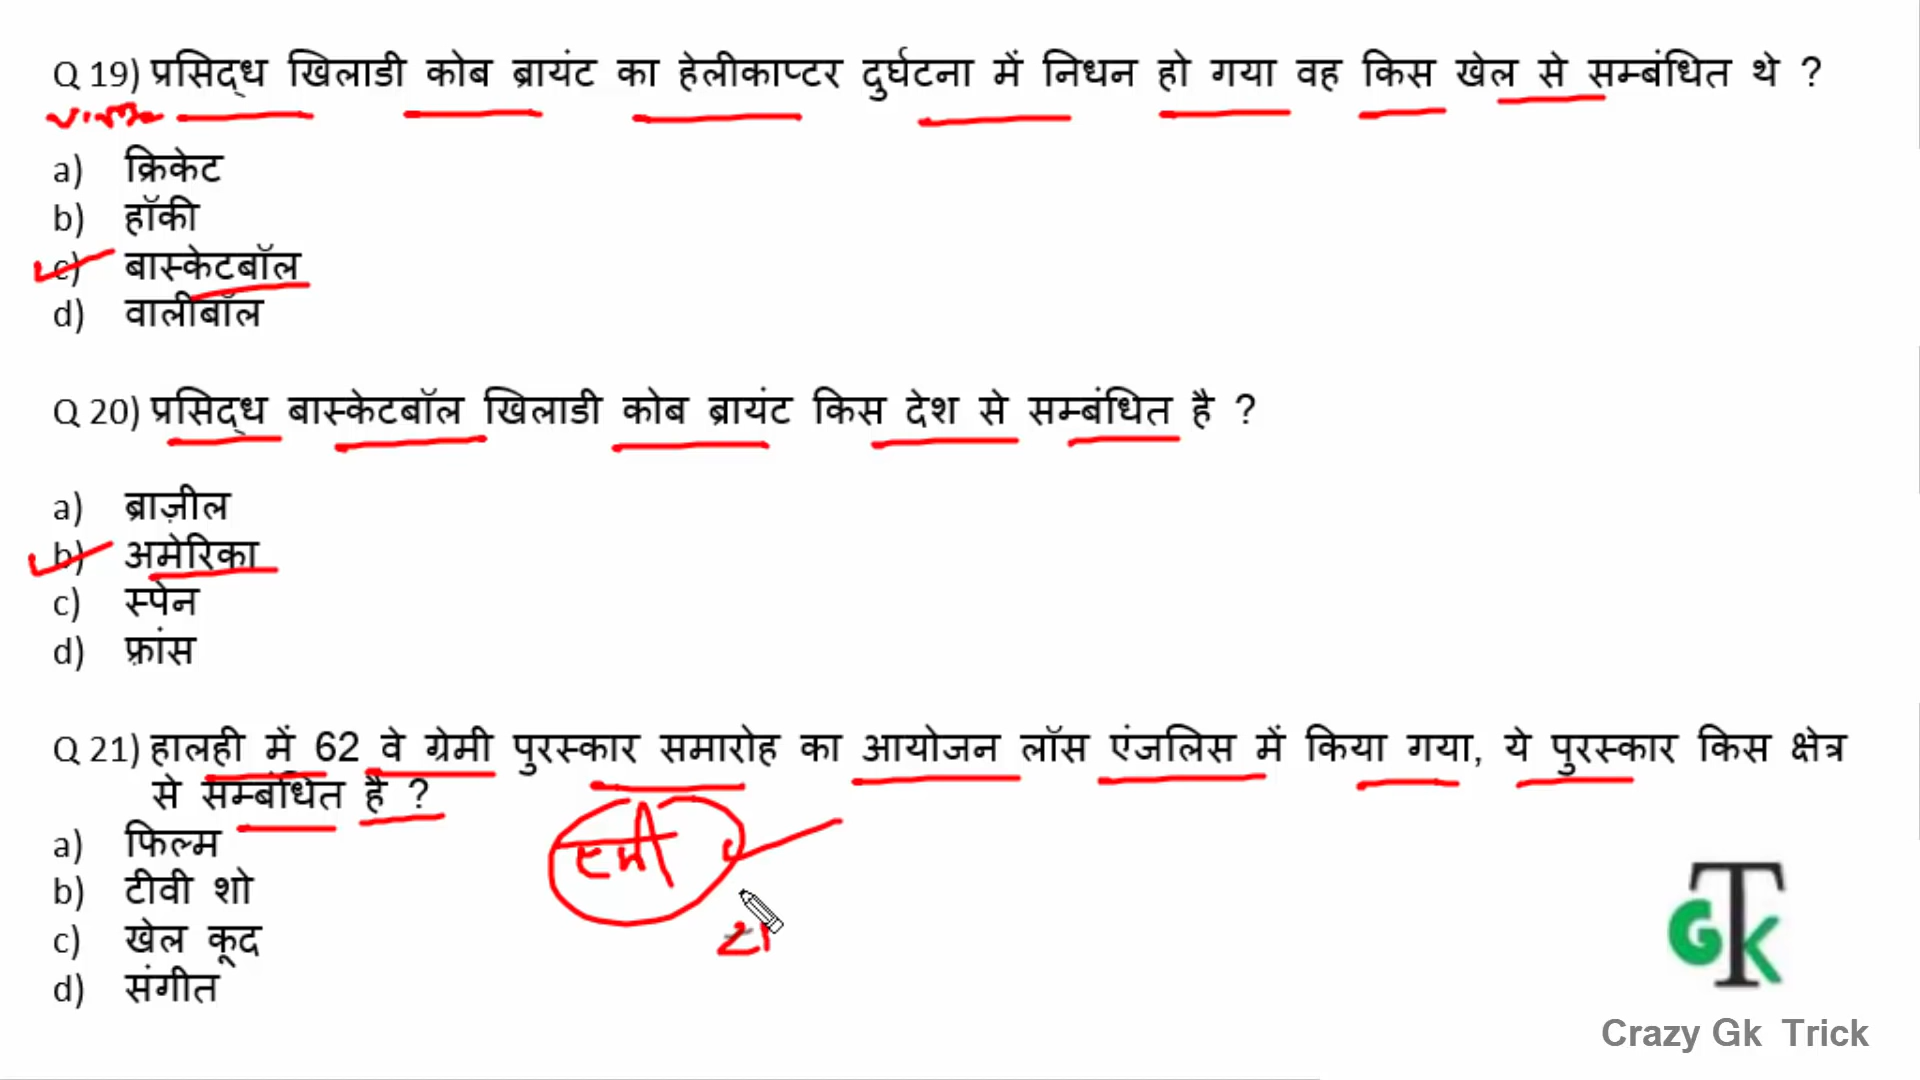 Q 19) प्रसिद्ध खिलाडी कोब ब्रायंट का हेलीकाप्टर दुर्घटना में निधन हो गया वह किस खेल से सम्बंधित थे ?
a) क्रिकेट
b) हॉकी
c) बास्केटबॉल
d) वालीबॉल
Q 20) प्रसिद्ध बास्केटबॉल खिलाडी कोब ब्रायंट किस देश से सम्बंधित है ?
a) ब्राज़ील
b) अमेरिका
c) स्पेन
d) फ़्रांस
Q 21) हालही में 62 वे ग्रेमी पुरस्कार समारोह का आयोजन लॉस एंजलिस में किया गया, ये पुरस्कार किस क्षेत्र
से सम्बंधित है ?
a) फिल्म
b) टीवी शो
c) खेल कूद
d) संगीत
GTK
Crazy Gk Trick